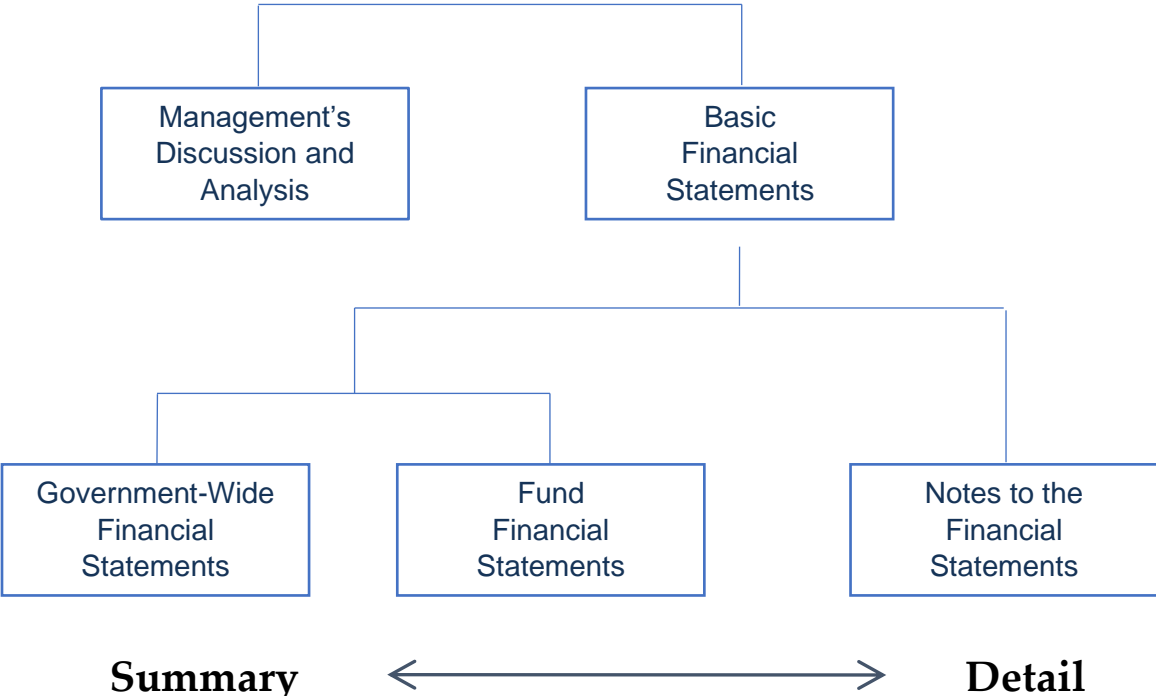 Management’s
Discussion and
Analysis
Basic
Financial
Statements
Government-Wide
Financial
Statements
Fund
Financial
Statements
Notes to the
Financial
Statements
Summary
Detail